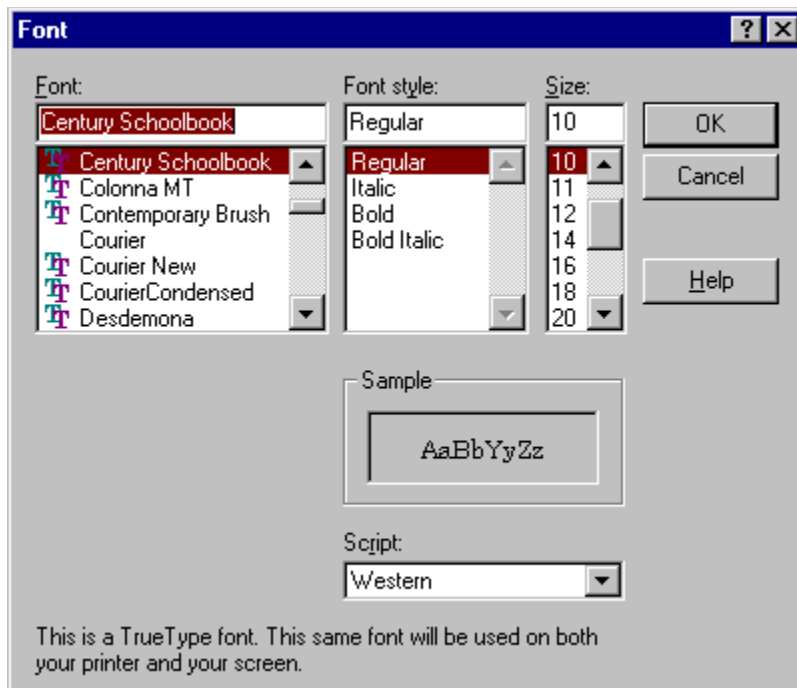 Font
Font:
Century Schoolbook
Century Schoolbook
Colonna MT
Contemporary Brush
Courier
Courier New
CourierCondensed
Desdemona
Font style:
Regular
Regular
Italic
Bold
Bold Italic
Size:
10
10
11
12
14
16
18
20
OK
Cancel
Help
Sample
AaBbYyZz
Script:
Western
This is a TrueType font. This same font will be used on both
your printer and your screen.